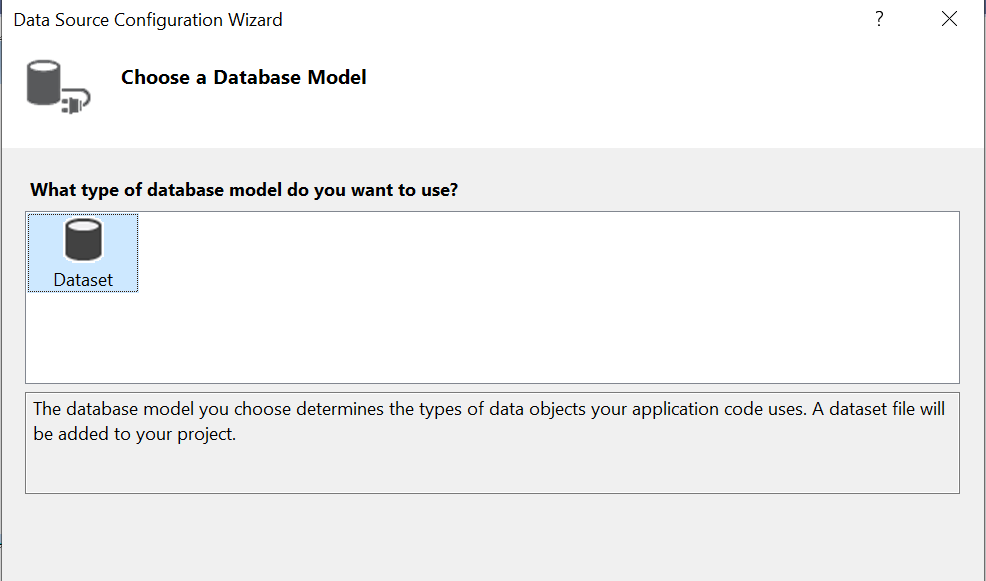 Data Source Configuration Wizard
?
Choose a Database Model
What type of database model do you want to use?
Dataset
The database model you choose determines the types of data objects your application code uses. A dataset file will
be added to your project.